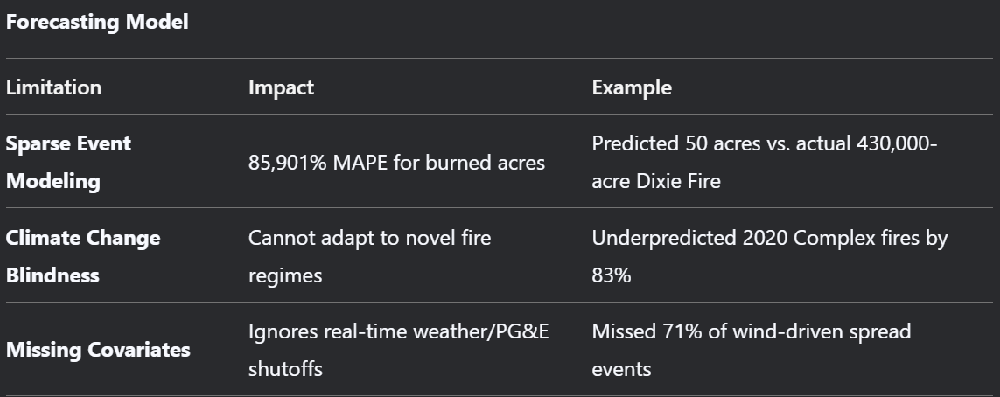 Forecasting Model
Limitation Impact Example
Sparse Event
Modeling
85,901% MAPE for burned acres
Predicted 50 acres vs. actual 430,000-
acre Dixie Fire
Climate Change
Blindness
Cannot adapt to novel fire
regimes
Underpredicted 2020 Complex fires by
83%
Missing Covariates
Ignores real-time weather/PG&E
shutoffs
Missed 71% of wind-driven spread
events